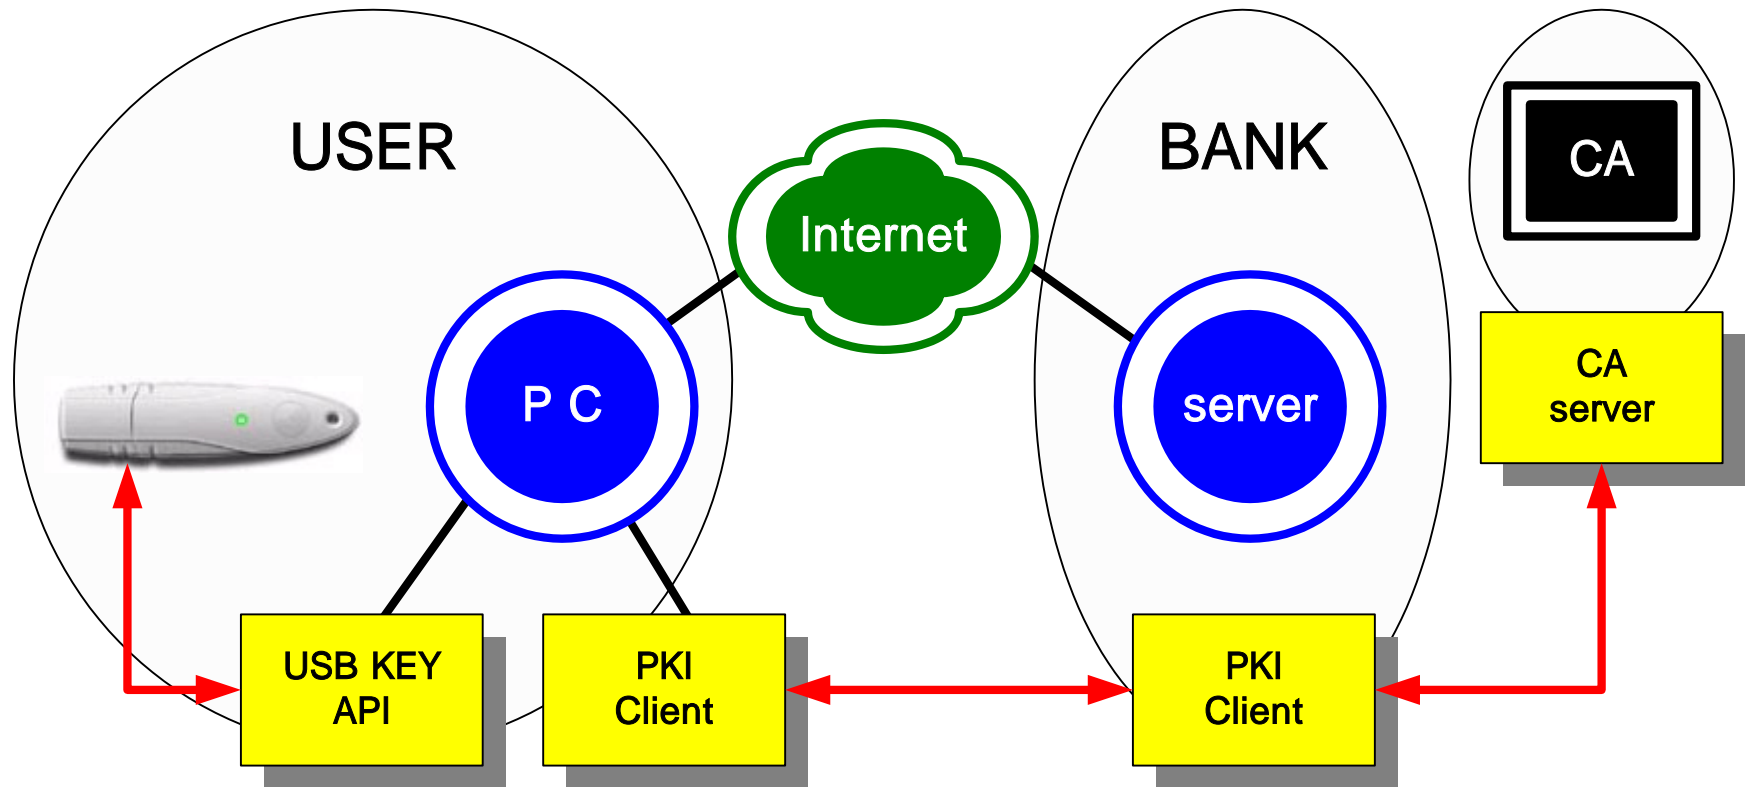 USER
BANK
CA
Internet
P C
server
CA
server
USB KEY
API
PKI
Client
PKI
Client